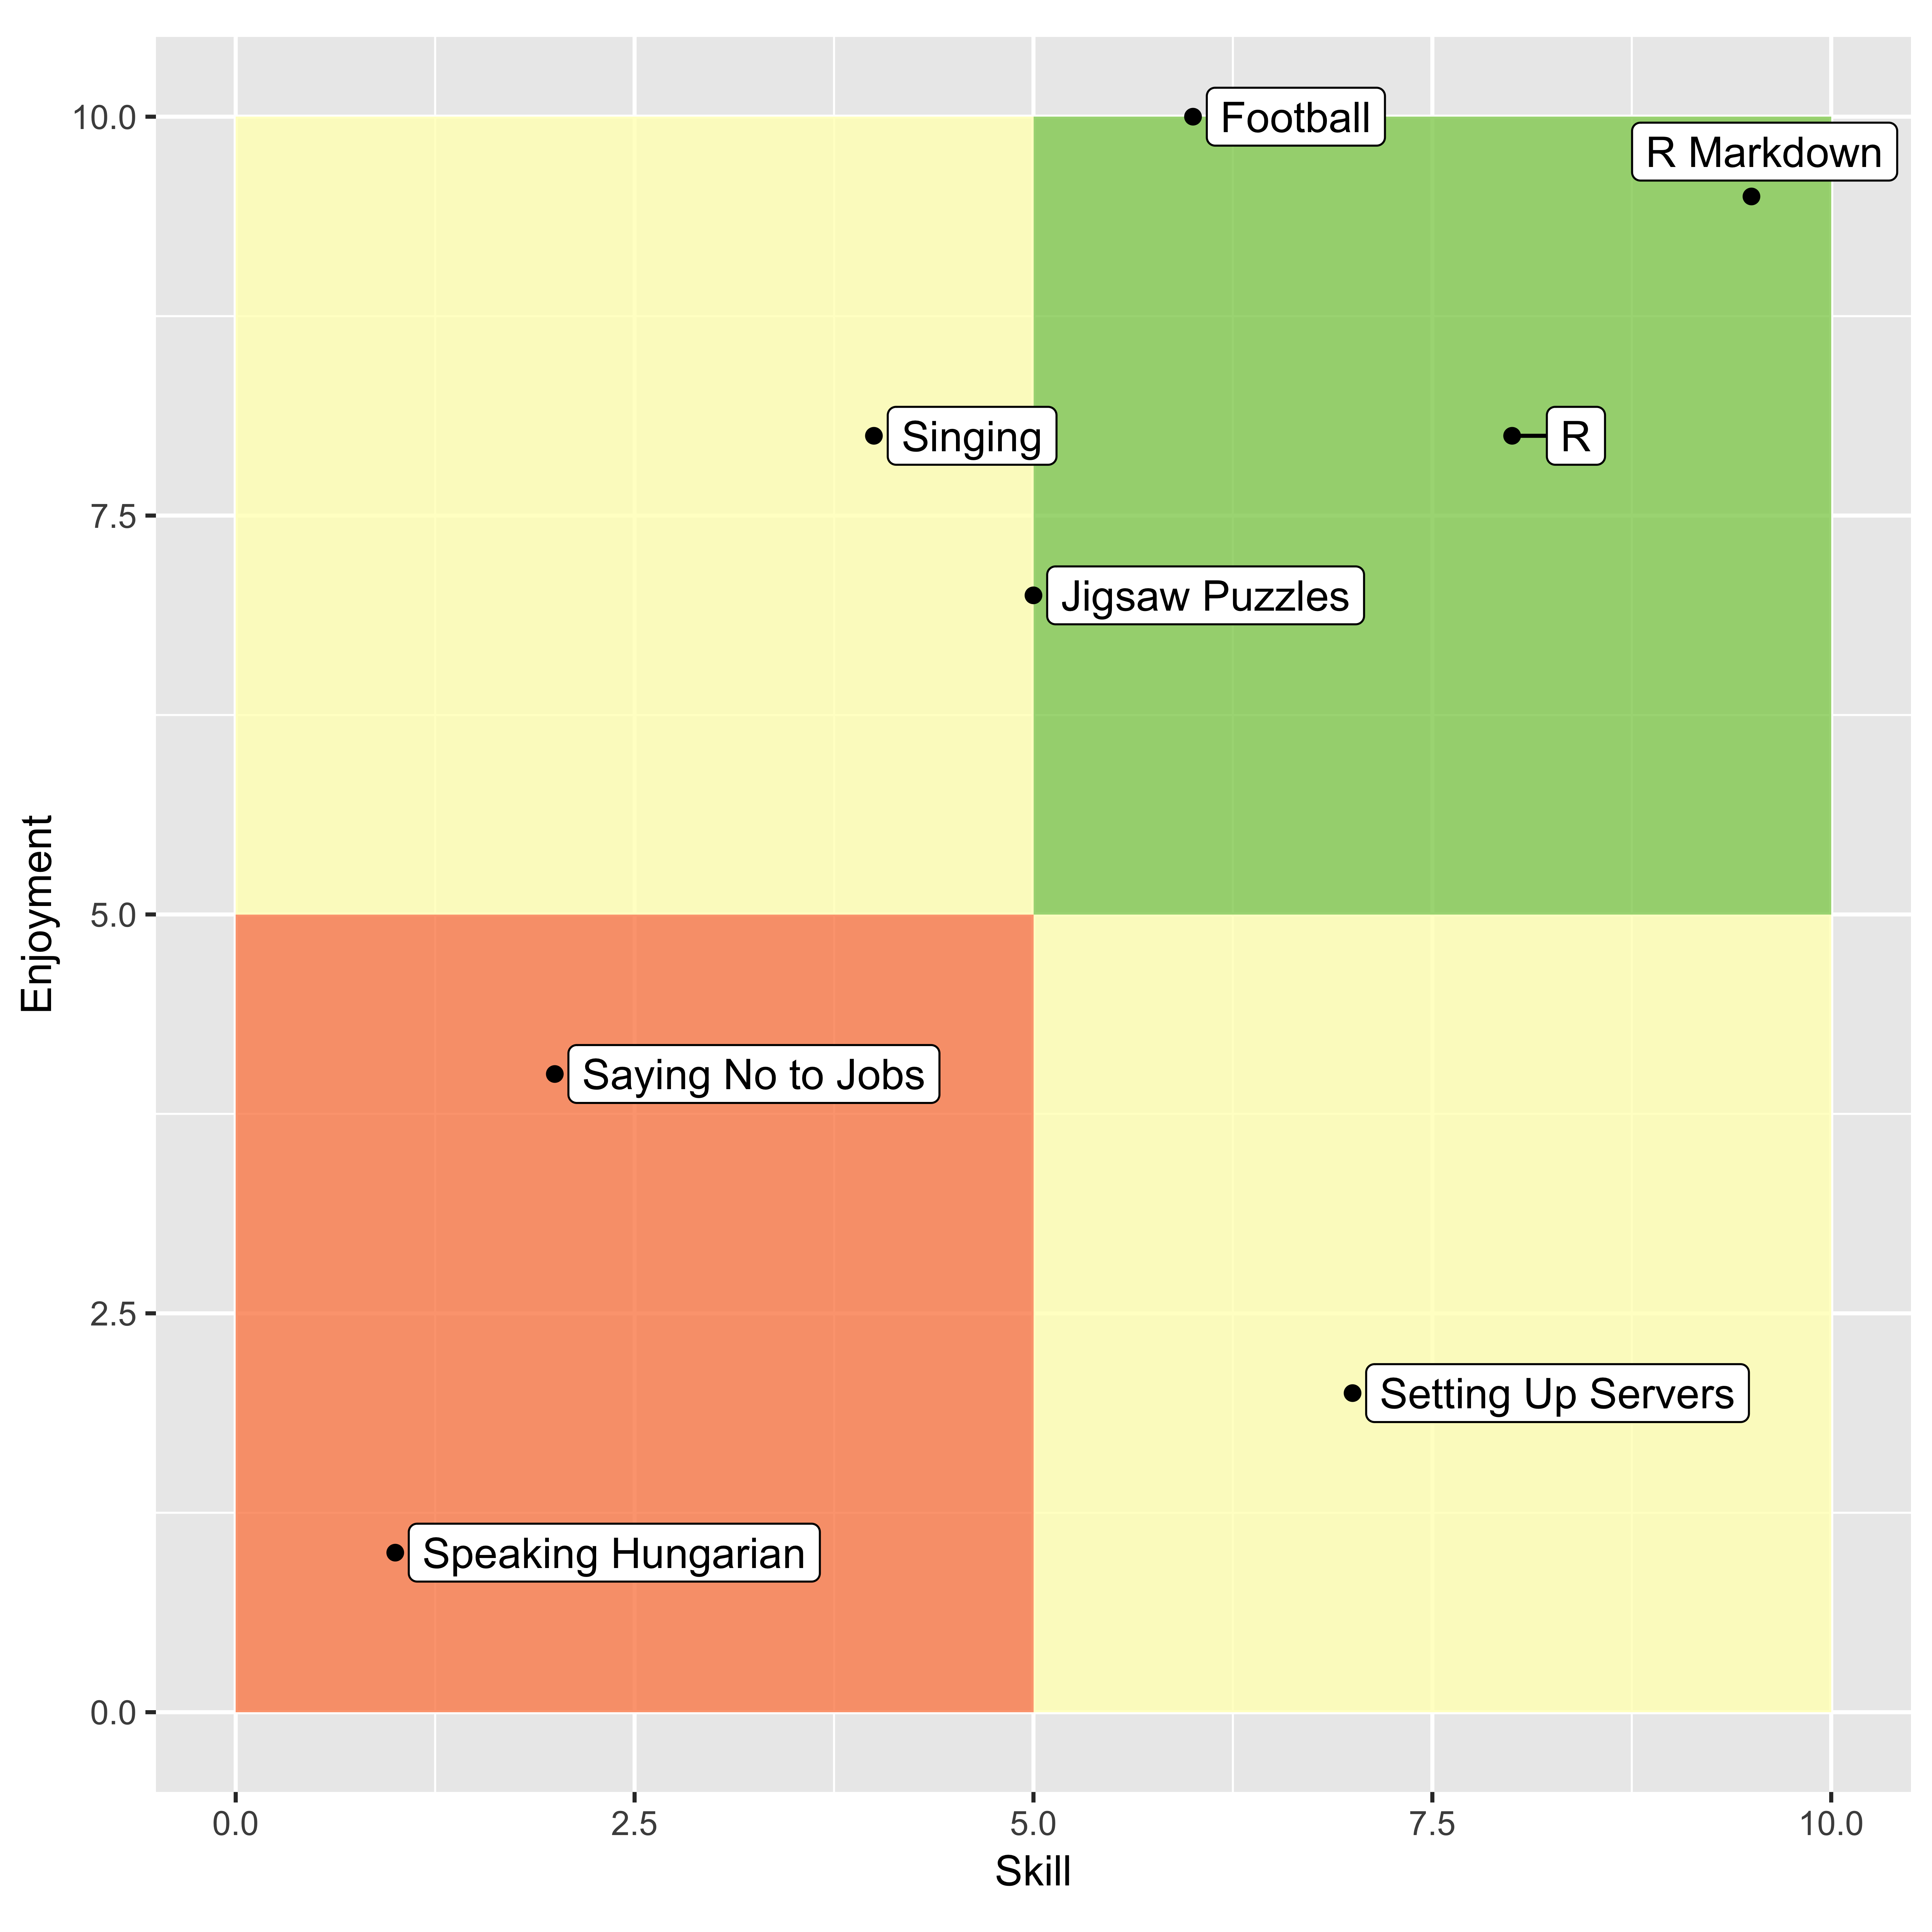 10.0
Football
R Markdown
Singing
R
7.5
Jigsaw Puzzles
Enjoyment
5.0
Saying No to Jobs
2.5
Setting Up Servers
Speaking Hungarian
0.0
0.0 2.5 5.0 7.5 10.0
Skill